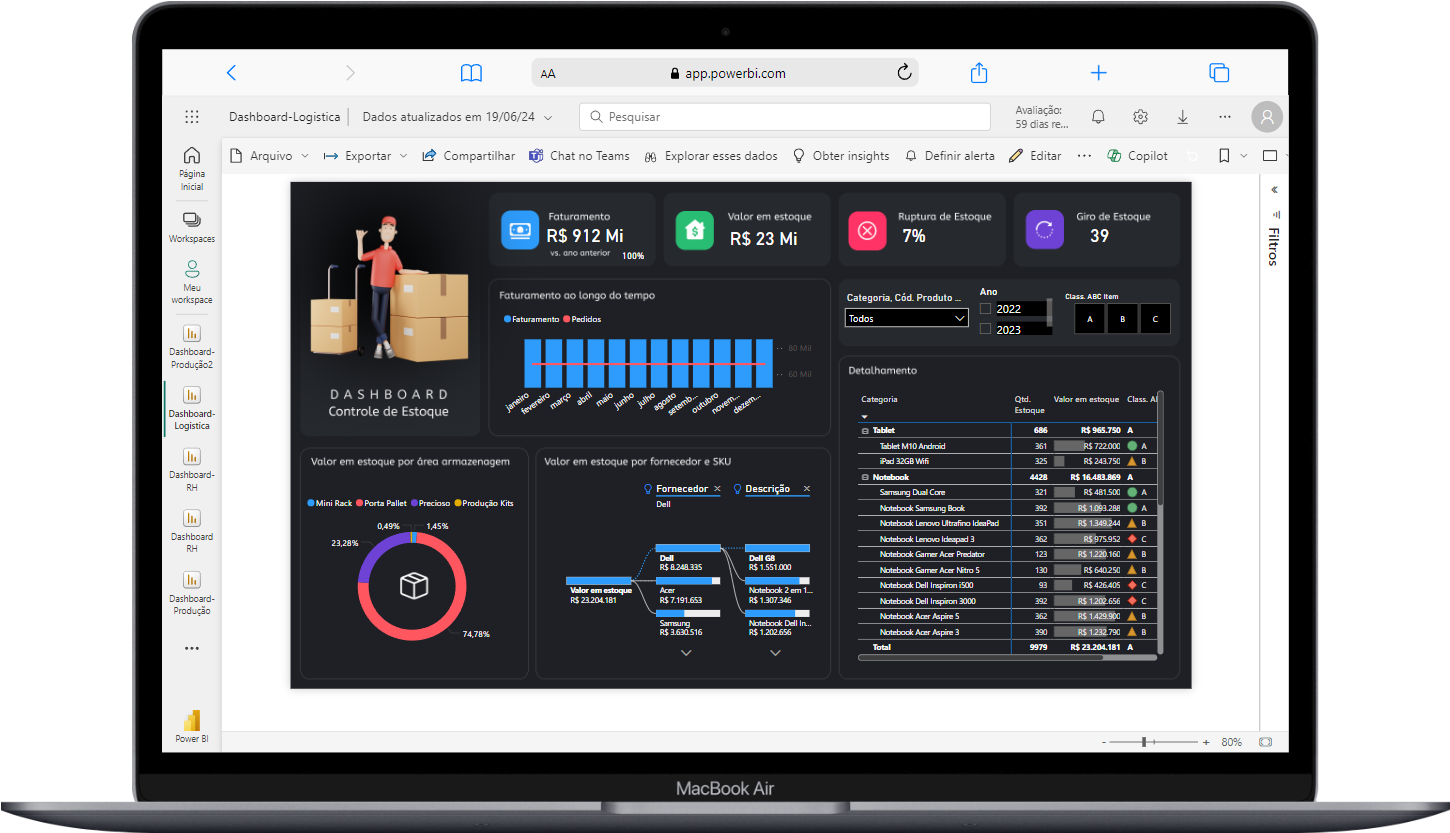 AA
app.powerbi.com
Dashboard-Logistica
Dados atualizados em 19/06/24
Pesquisar
Avaliação:
59 dias re...
Arquivo
Exportar
Compartilhar
Chat no Teams
Explorar esses dados
Obter insights
Definir alerta
Editar
Copilot
Página
Inicial
Workspaces
Meu
workspace
Dashboard-
Produção2
Dashboard-
Logistica
Dashboard-
RH
Dashboard
RH
Dashboard-
Produção
Power BI
DASHBOARD
Controle de Estoque
Faturamento
R$ 912 Mi
vs. ano anterior
100%
Valor em estoque
R$ 23 Mi
Ruptura de Estoque
7%
Giro de Estoque
39
Filtros
Faturamento ao longo do tempo
Faturamento Pedidos
80 Mil
60 Mil
janeiro
fevereiro
março
abril
maio
junho
julho
agosto
setemb...
outubro
novem...
dezem...
Categoria, Cód. Produto ...
Todos
Ano
2022
2023
Class. ABC Item
A
B
C
Valor em estoque por área armazenagem
Mini Rack Porta Pallet Precioso Produção Kits
0,49%
1,45%
23,28%
74,78%
Valor em estoque por fornecedor e SKU
Fornecedor
Dell
Descrição
Valor em estoque
R$ 23.204.181
Dell
R$ 8.248.335
Acer
R$ 7.191.653
Samsung
R$ 3.630.516
Dell G8
R$ 1.551.000
Notebook 2 em 1...
R$ 1.307.346
Notebook Dell In...
R$ 1.202.656
Detalhamento
Categoria Qtd. Estoque Valor em estoque Class. AI
Tablet 686 R$ 965.750 A
Tablet M10 Android 361 R$ 722.000 A
iPad 32GB Wifi 325 R$ 243.750 B
Notebook 4428 R$ 16.483.869 A
Samsung Dual Core 321 R$ 481.500 A
Notebook Samsung Book 392 R$ 1.093.288 A
Notebook Lenovo Ultrafino IdeaPad 351 R$ 1.349.244 B
Notebook Lenovo Ideapad 3 362 R$ 975.952 C
Notebook Gamer Acer Predator 123 R$ 1.220.160 B
Notebook Gamer Acer Nitro 5 130 R$ 640.250 B
Notebook Dell Inspiron i500 93 R$ 426.405 C
Notebook Dell Inspiron 3000 392 R$ 1.202.656 C
Notebook Acer Aspire 5 362 R$ 1.429.900 B
Notebook Acer Aspire 3 390 R$ 1.232.790 B
Total 9979 R$ 23.204.181 A
80%
MacBook Air